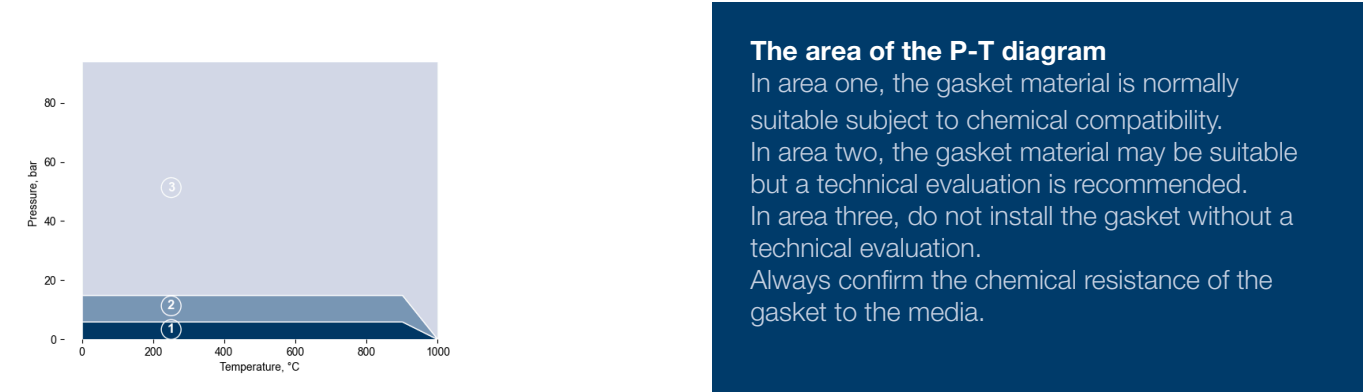 80
60
40
20
0
Pressure, bar
3
2
1
0 200 400 600 800 1000
Temperature, °C
The area of the P-T diagram
In area one, the gasket material is normally
suitable subject to chemical compatibility.
In area two, the gasket material may be suitable
but a technical evaluation is recommended.
In area three, do not install the gasket without a
technical evaluation.
Always confirm the chemical resistance of the
gasket to the media.